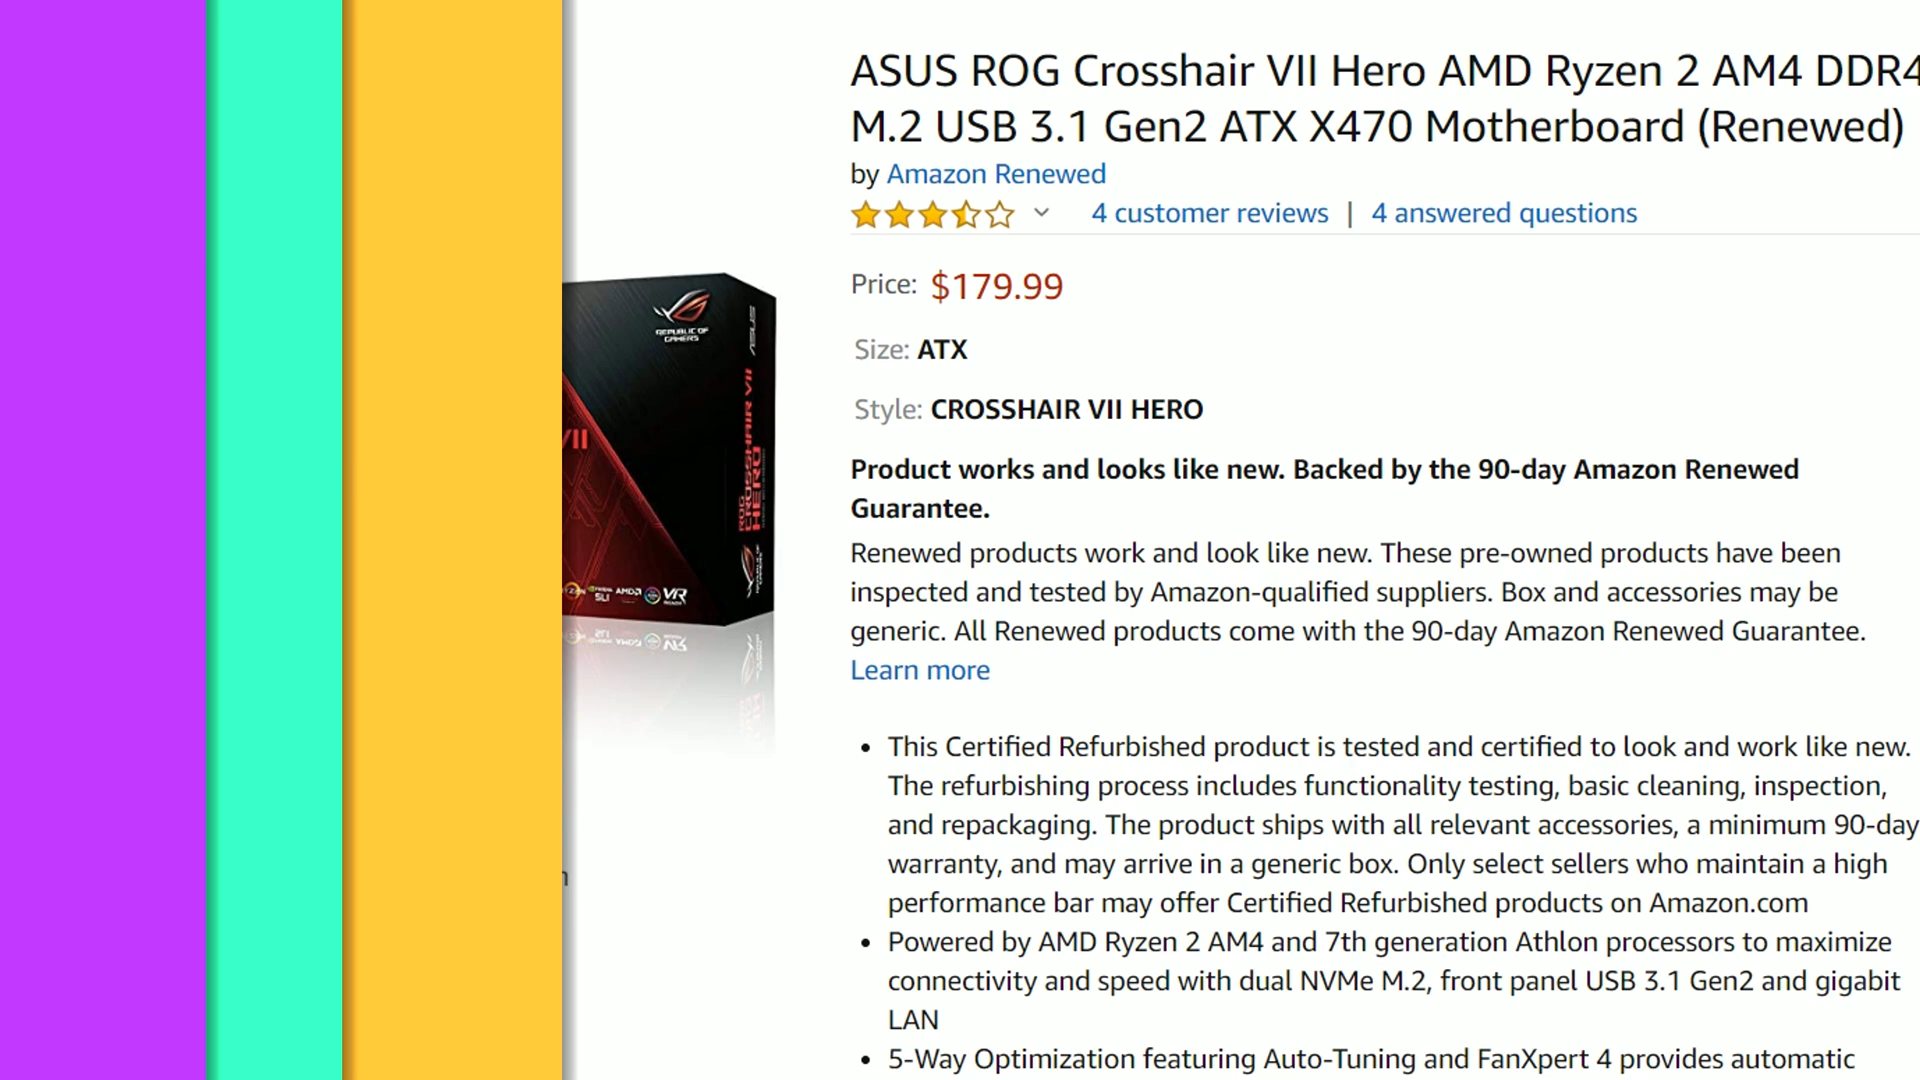 ASUS ROG Crosshair VII Hero AMD Ryzen 2 AM4 DDR4
M.2 USB 3.1 Gen2 ATX X470 Motherboard (Renewed)
by Amazon Renewed
4 customer reviews | 4 answered questions
Price: $179.99
Size: ATX
Style: CROSSHAIR VII HERO
Product works and looks like new. Backed by the 90-day Amazon Renewed
Guarantee.
Renewed products work and look like new. These pre-owned products have been
inspected and tested by Amazon-qualified suppliers. Box and accessories may be
generic. All Renewed products come with the 90-day Amazon Renewed Guarantee.
Learn more
• This Certified Refurbished product is tested and certified to look and work like new.
The refurbishing process includes functionality testing, basic cleaning, inspection,
and repackaging. The product ships with all relevant accessories, a minimum 90-day
warranty, and may arrive in a generic box. Only select sellers who maintain a high
performance bar may offer Certified Refurbished products on Amazon.com
• Powered by AMD Ryzen 2 AM4 and 7th generation Athlon processors to maximize
connectivity and speed with dual NVMe M.2, front panel USB 3.1 Gen2 and gigabit
LAN
• 5-Way Optimization featuring Auto-Tuning and FanXpert 4 provides automatic
REPUBLIC OF
GAMERS
ASUS
VII
ROG
CROSSHAIR VII
HERO
SLI AMD VR